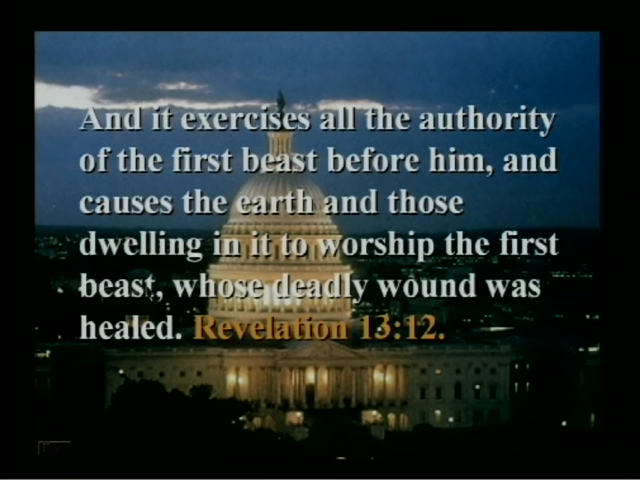 And it exercises all the authority
of the first beast before him, and
causes the earth and those
dwelling in it to worship the first
beast, whose deadly wound was
healed. Revelation 13:12.